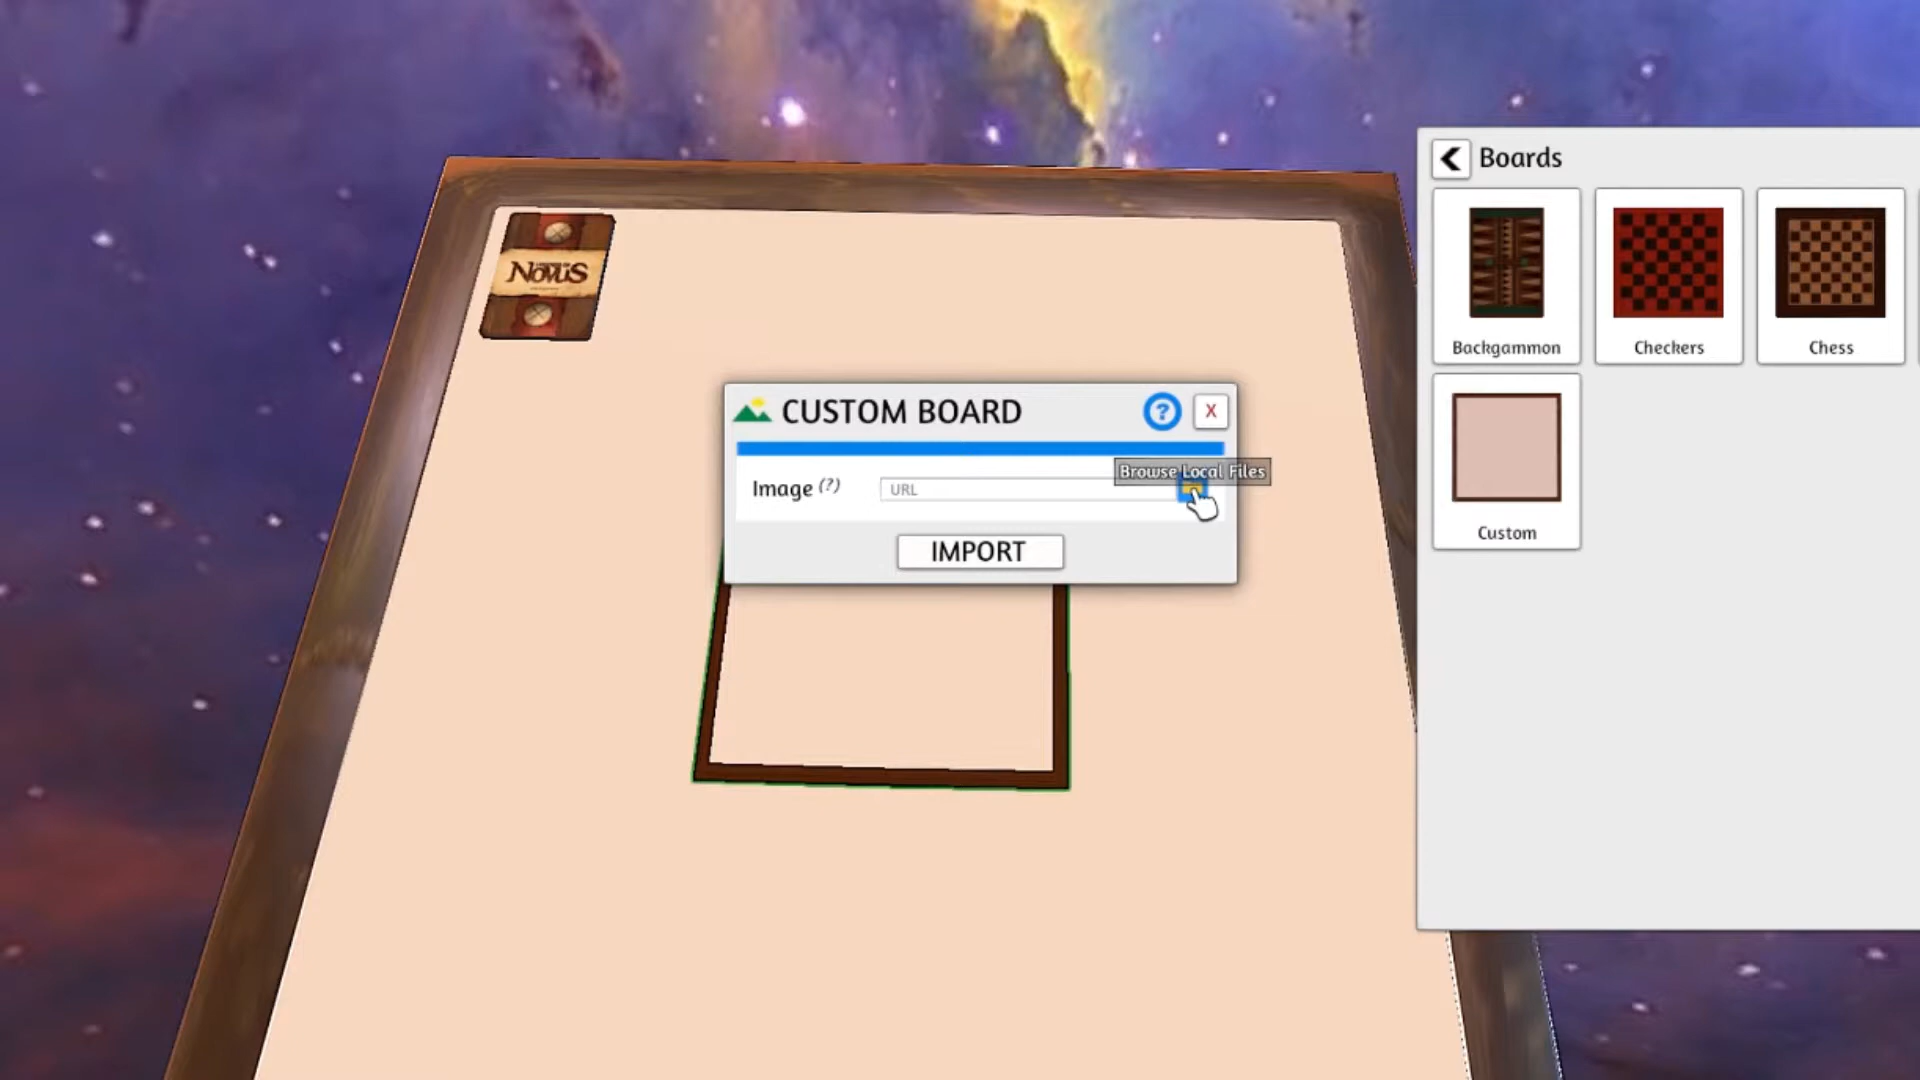 Boards
NOVUS
Backgammon
Checkers
Chess
CUSTOM BOARD
?
X
Browse Local Files
Image (?)
URL
IMPORT
Custom